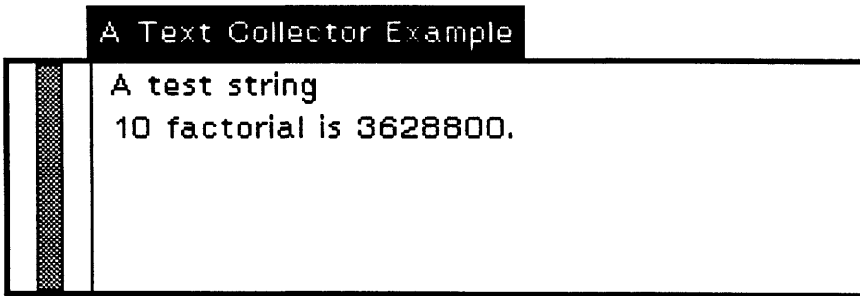 A Text Collector Example
A test string
10 factorial is 3628800.